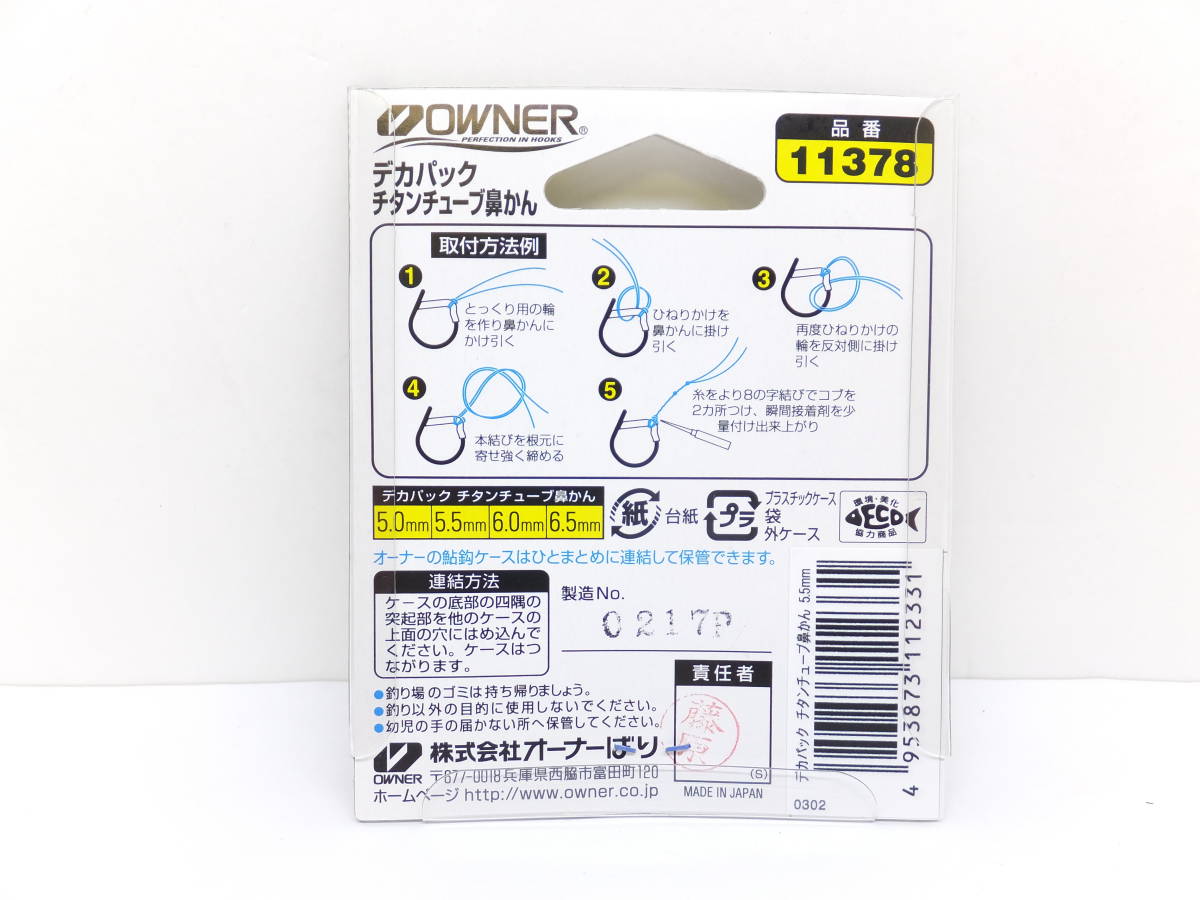 OWNER®
PERFECTION IN HOOKS
品番
11378
デカパック
チタンチューブ鼻かん
取付方法例
1
とっくり用の輪
を作り鼻かんに
かけ引く
2
ひねりかけを
鼻かんに掛け
引く
3
再度ひねりかけの
輪を反対側に掛け
引く
4
本結びを根元に
寄せ強く締める
5
糸をより8の字結びでコブを
2カ所つけ、瞬間接着剤を少
量付け出来上がり
デカパック チタンチューブ鼻かん
5.0mm 5.5mm 6.0mm 6.5mm
紙 台紙
プラ
プラスチックケース
袋
外ケース
環境・美化
ECO
協力商品
オーナーの鮎鈎ケースはひとまとめに連結して保管できます。
連結方法
ケースの底部の四隅の
突起部を他のケースの
上面の穴にはめ込んで
ください。ケースはつ
ながります。
製造No.
0217P
責任者
藤原
(S)
MADE IN JAPAN
●釣り場のゴミは持ち帰りましょう。
●釣り以外の目的に使用しないでください。
●幼児の手の届かない所へ保管してください。
OWNER
株式会社オーナーばり
〒677-0018 兵庫県西脇市富田町120
ホームページ http://www.owner.co.jp
デカパック チタンチューブ鼻かん 5.5mm
4 953873 112331
0302